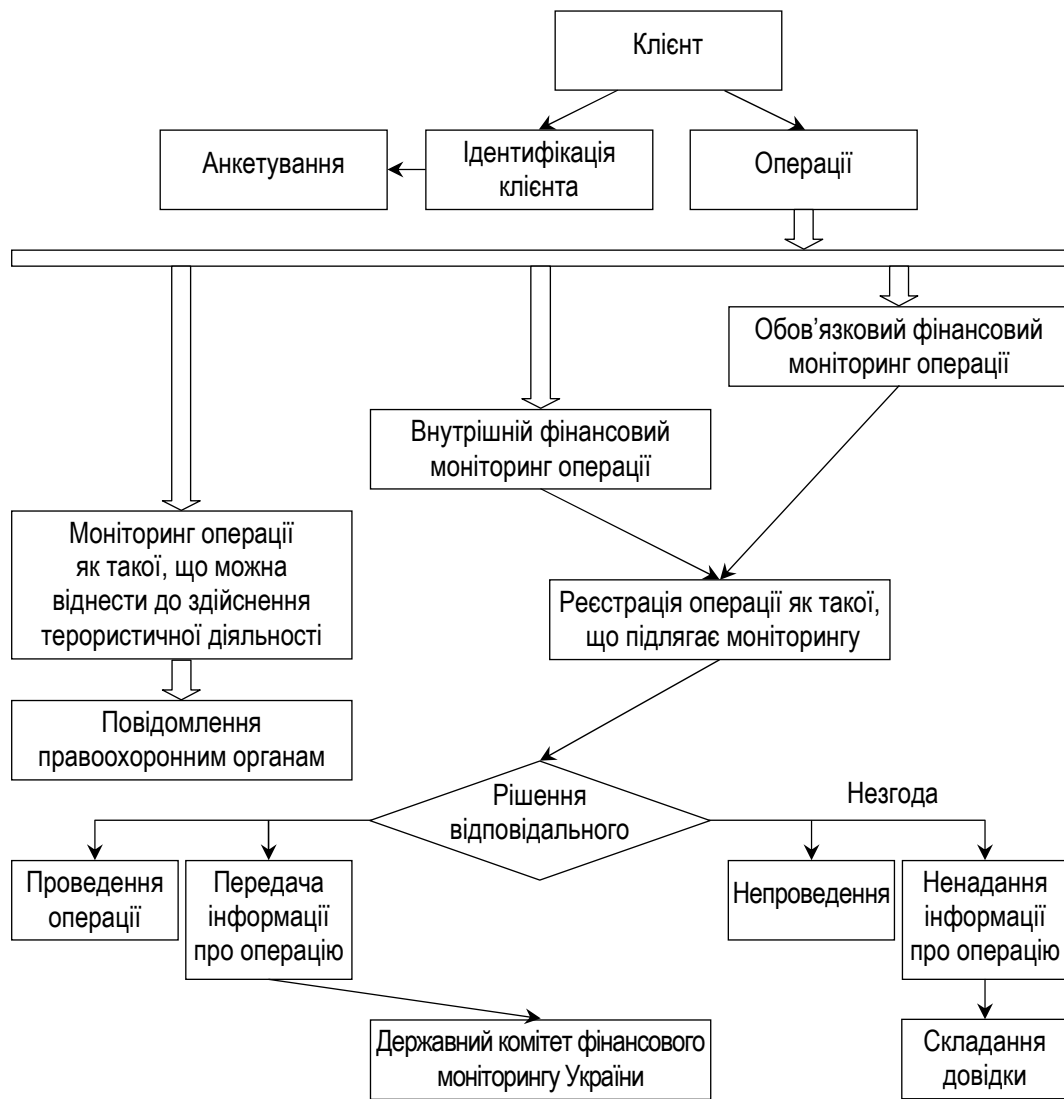 Клієнт
Анкетування
Ідентифікація
клієнта
Операції
Обов’язковий фінансовий
моніторинг операції
Внутрішній фінансовий
моніторинг операції
Моніторинг операції
як такої, що можна
віднести до здійснення
терористичної діяльності
Реєстрація операції як такої,
що підлягає моніторингу
Повідомлення
правоохоронним органам
Рішення
відповідального
Незгода
Проведення
операції
Передача
інформації
про операцію
Непроведення
Ненадання
інформації
про операцію
Державний комітет фінансового
моніторингу України
Складання
довідки